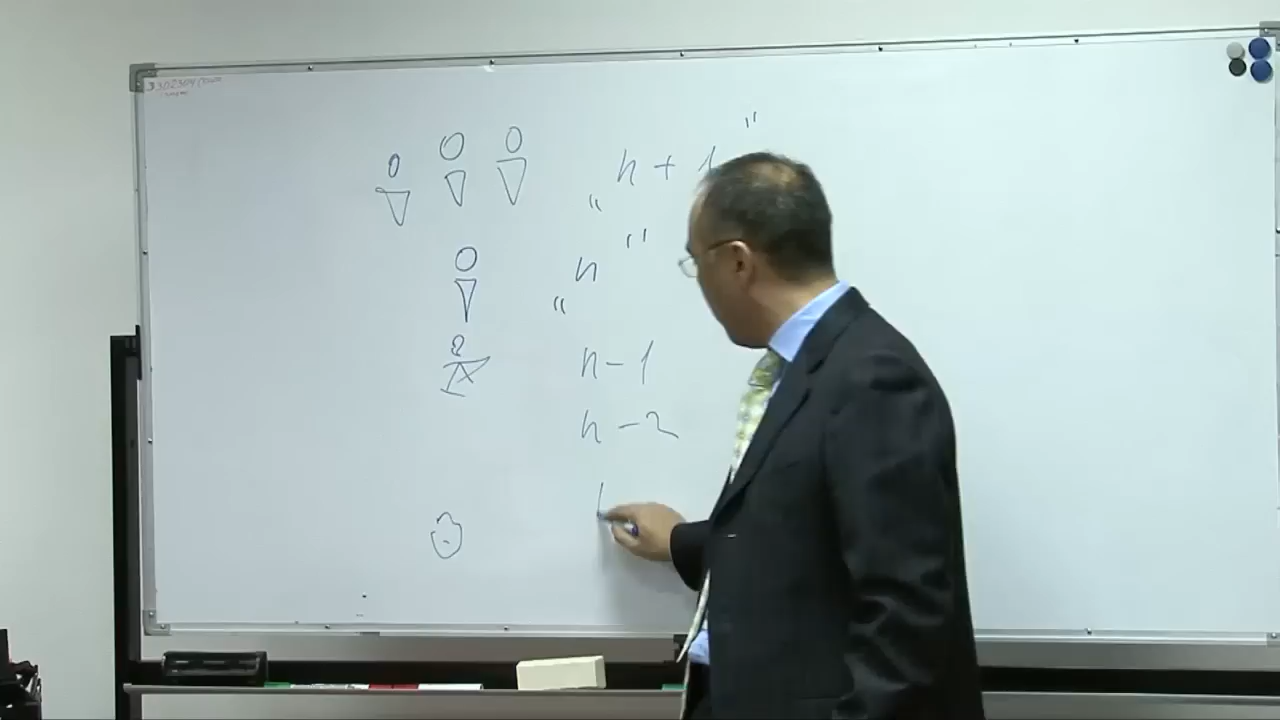 „n + 1"
„n"
n - 1
n - 2